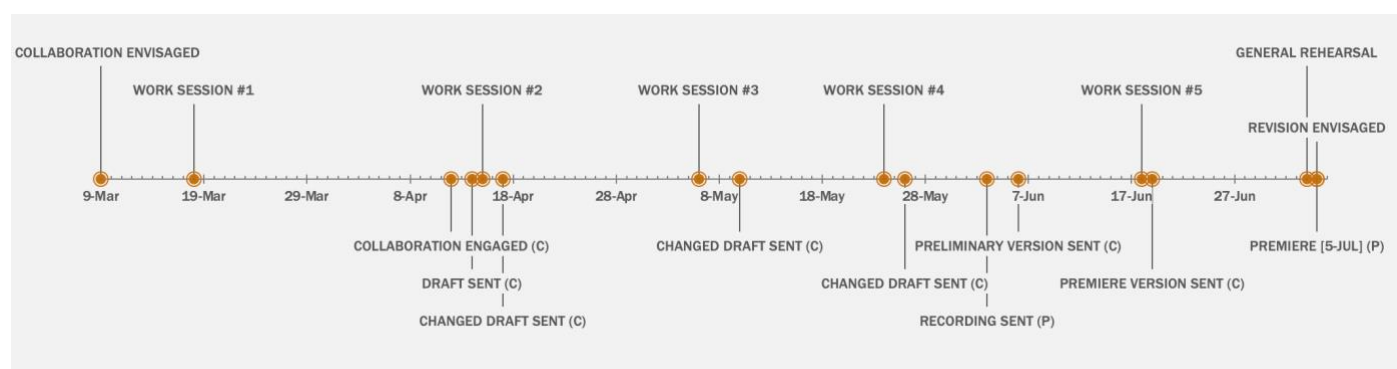 COLLABORATION ENVISAGED
GENERAL REHEARSAL
WORK SESSION #1
WORK SESSION #2
WORK SESSION #3
WORK SESSION #4
WORK SESSION #5
REVISION ENVISAGED
9-Mar
19-Mar
29-Mar
8-Apr
18-Apr
28-Apr
8-May
18-May
28-May
7-Jun
17-Jun
27-Jun
COLLABORATION ENGAGED (C)
CHANGED DRAFT SENT (C)
PRELIMINARY VERSION SENT (C)
PREMIERE [5-JUL] (P)
DRAFT SENT (C)
CHANGED DRAFT SENT (C)
PREMIERE VERSION SENT (C)
CHANGED DRAFT SENT (C)
RECORDING SENT (P)